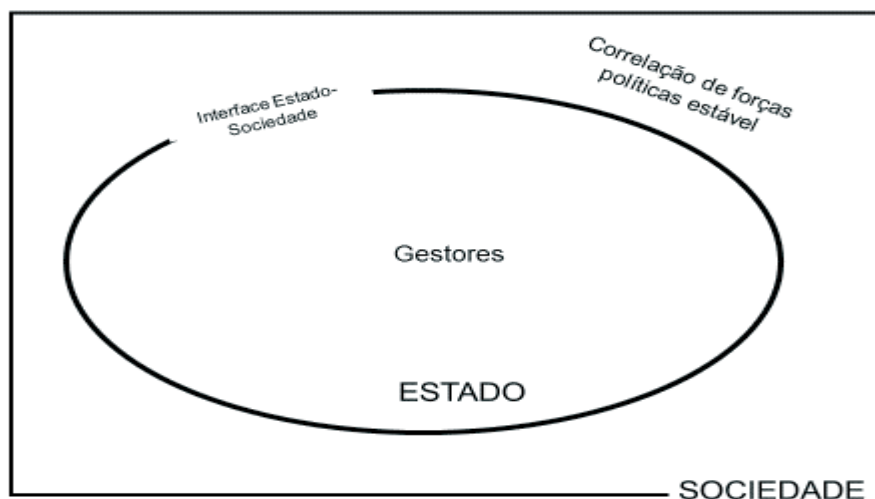 Correlação de forças
políticas estável
Interface Estado-
Sociedade
Gestores
ESTADO
SOCIEDADE